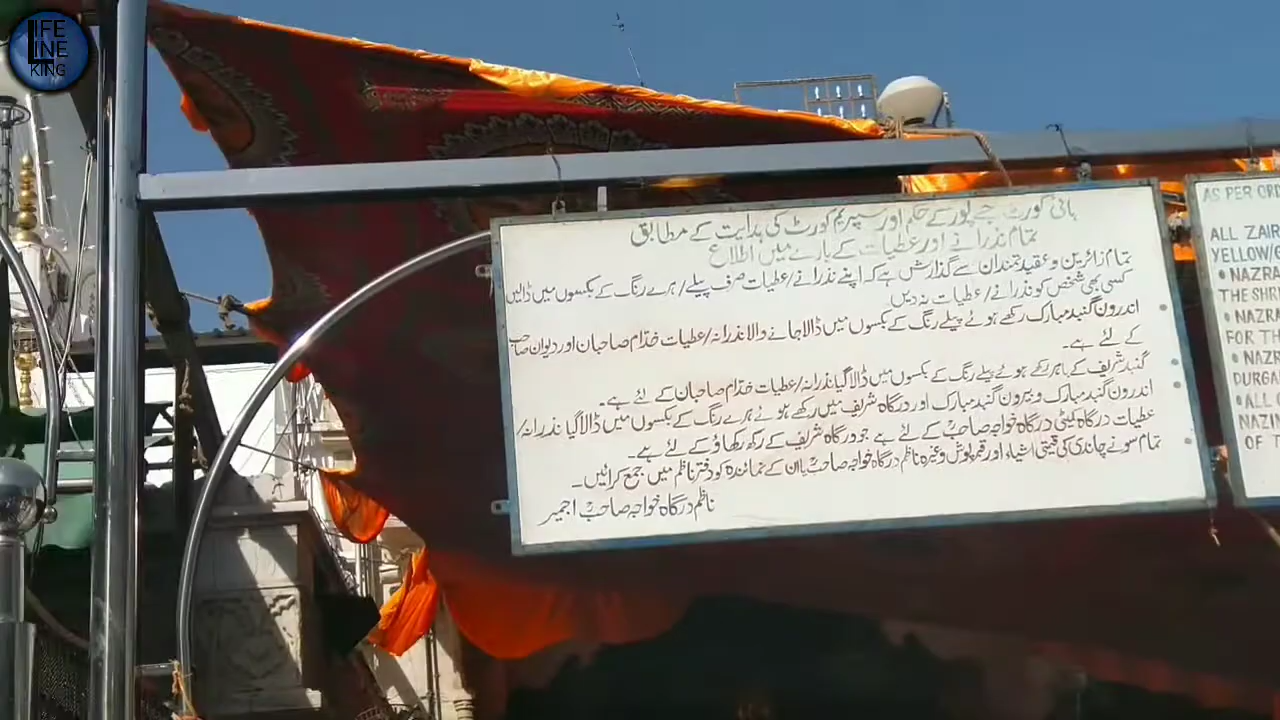 LIFE
LINE
KING
ہائی کورٹ جے پور کے حکم اور سپریم کورٹ کی ہدایت کے مطابق
تمام نذرانے اور عطیات کے بارے میں اطلاع
تمام زائرین و عقیدتمندان سے گذارش ہے کہ اپنے نذرانے/عطیات صرف پیلے/ہرے رنگ کے بکسوں میں ڈالیں
کسی بھی شخص کو نذرانے/عطیات نہ دیں۔
اندرون گنبد مبارک رکھے ہوئے پیلے رنگ کے بکسوں میں ڈالا جانے والا نذرانہ/عطیات خدّام صاحبان اور دیوان صاحب
کے لئے ہے۔
گنبد شریف کے باہر رکھے ہوئے پیلے رنگ کے بکسوں میں ڈالا گیا نذرانہ/عطیات خدّام صاحبان کے لئے ہے۔
اندرون گنبد مبارک و بیرون گنبد مبارک اور درگاہ شریف میں رکھے ہوئے ہرے رنگ کے بکسوں میں ڈالا گیا نذرانہ/
عطیات درگاہ کمیٹی درگاہ خواجہ صاحبؒ کے لئے ہے جو درگاہ شریف کے رکھ رکھاؤ کے لئے ہے۔
تمام سونے چاندی کی قیمتی اشیاء اور قبرپوش وغیرہ ناظم درگاہ خواجہ صاحبؒ یا ان کے نمائندہ کو دفتر ناظم میں جمع کرائیں۔
ناظم درگاہ خواجہ صاحبؒ اجمیر
AS PER
ALL ZAIR
YELLOW/
• NAZRA
THE SHR
• NAZRA
FOR TH
• NAZR
DURGA
• ALL
NAZI
OF T